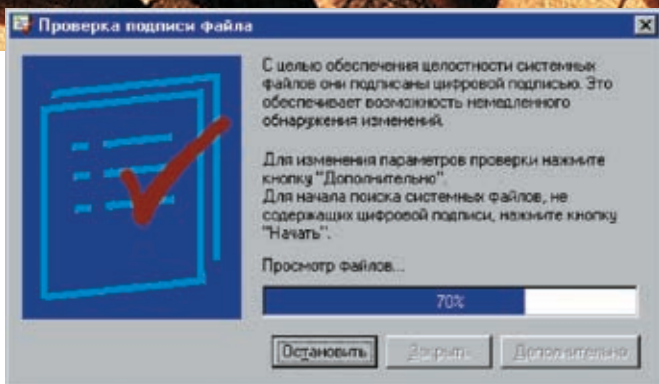 Проверка подписи файла
С целью обеспечения целостности системных
файлов они подписаны цифровой подписью. Это
обеспечивает возможность немедленного
обнаружения изменений.
Для изменения параметров проверки нажмите
кнопку "Дополнительно".
Для начала поиска системных файлов, не
содержащих цифровой подписи, нажмите кнопку
"Начать".
Просмотр файлов...
70%
Остановить Закрыть Дополнительно